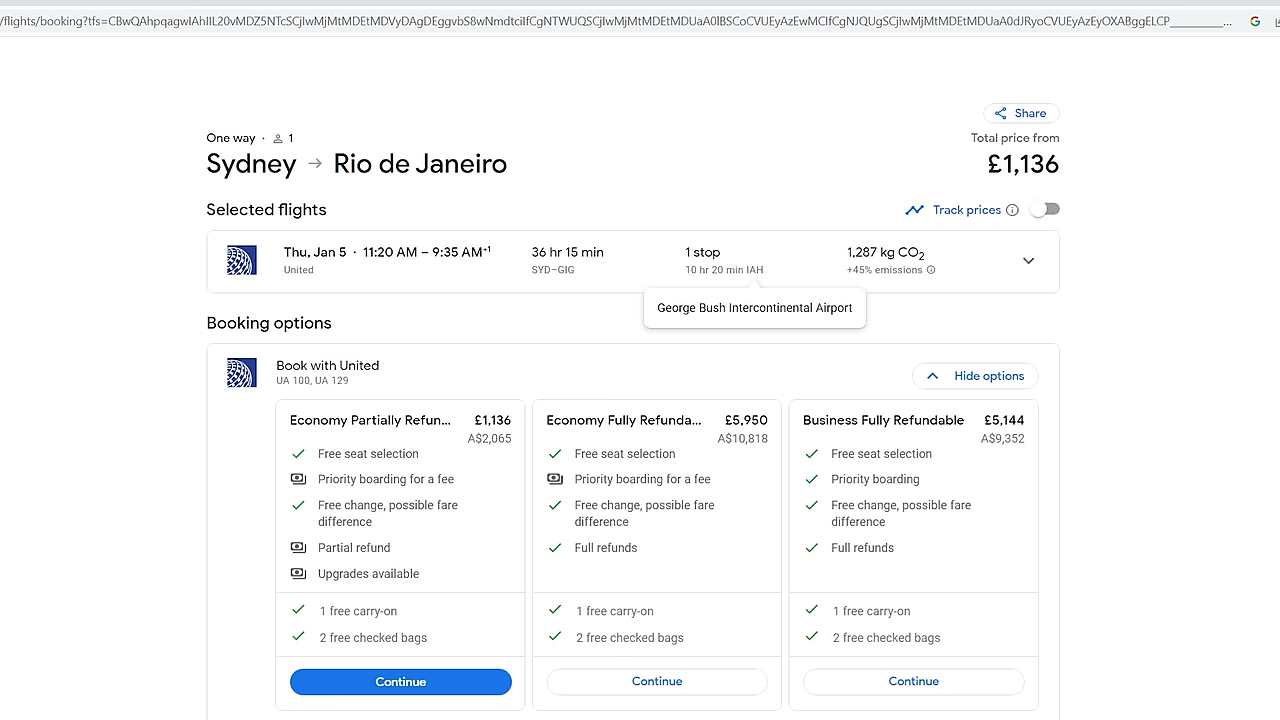 Share
One way · 1
Total price from
Sydney → Rio de Janeiro
£1,136
Selected flights
Track prices
Thu, Jan 5 · 11:20 AM – 9:35 AM+1
36 hr 15 min
1 stop
1,287 kg CO2
United
SYD–GIG
10 hr 20 min IAH
+45% emissions
George Bush Intercontinental Airport
Booking options
Book with United
UA 100, UA 129
Hide options
Economy Partially Refun... £1,136
A$2,065
Free seat selection
Priority boarding for a fee
Free change, possible fare
difference
Partial refund
Upgrades available
1 free carry-on
2 free checked bags
Continue
Economy Fully Refunda... £5,950
A$10,818
Free seat selection
Priority boarding for a fee
Free change, possible fare
difference
Full refunds
1 free carry-on
2 free checked bags
Continue
Business Fully Refundable £5,144
A$9,352
Free seat selection
Priority boarding
Free change, possible fare
difference
Full refunds
1 free carry-on
2 free checked bags
Continue